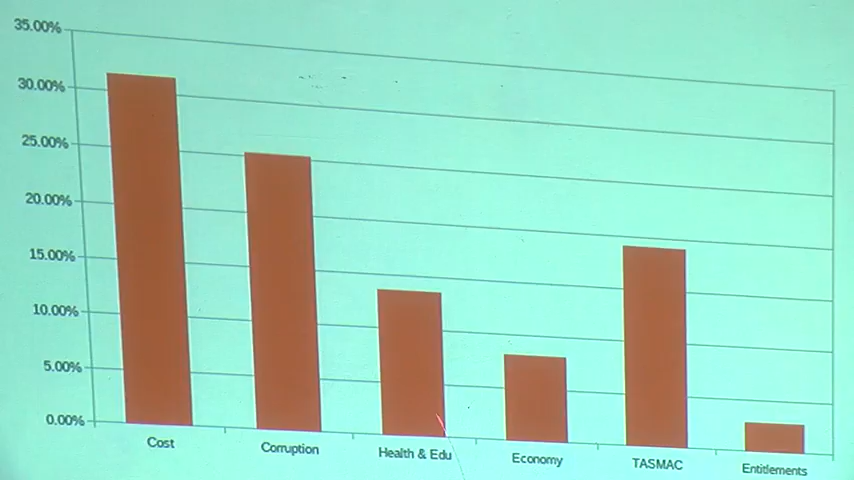 35.00%
30.00%
25.00%
20.00%
15.00%
10.00%
5.00%
0.00%
Cost
Corruption
Health & Edu
Economy
TASMAC
Entitlements